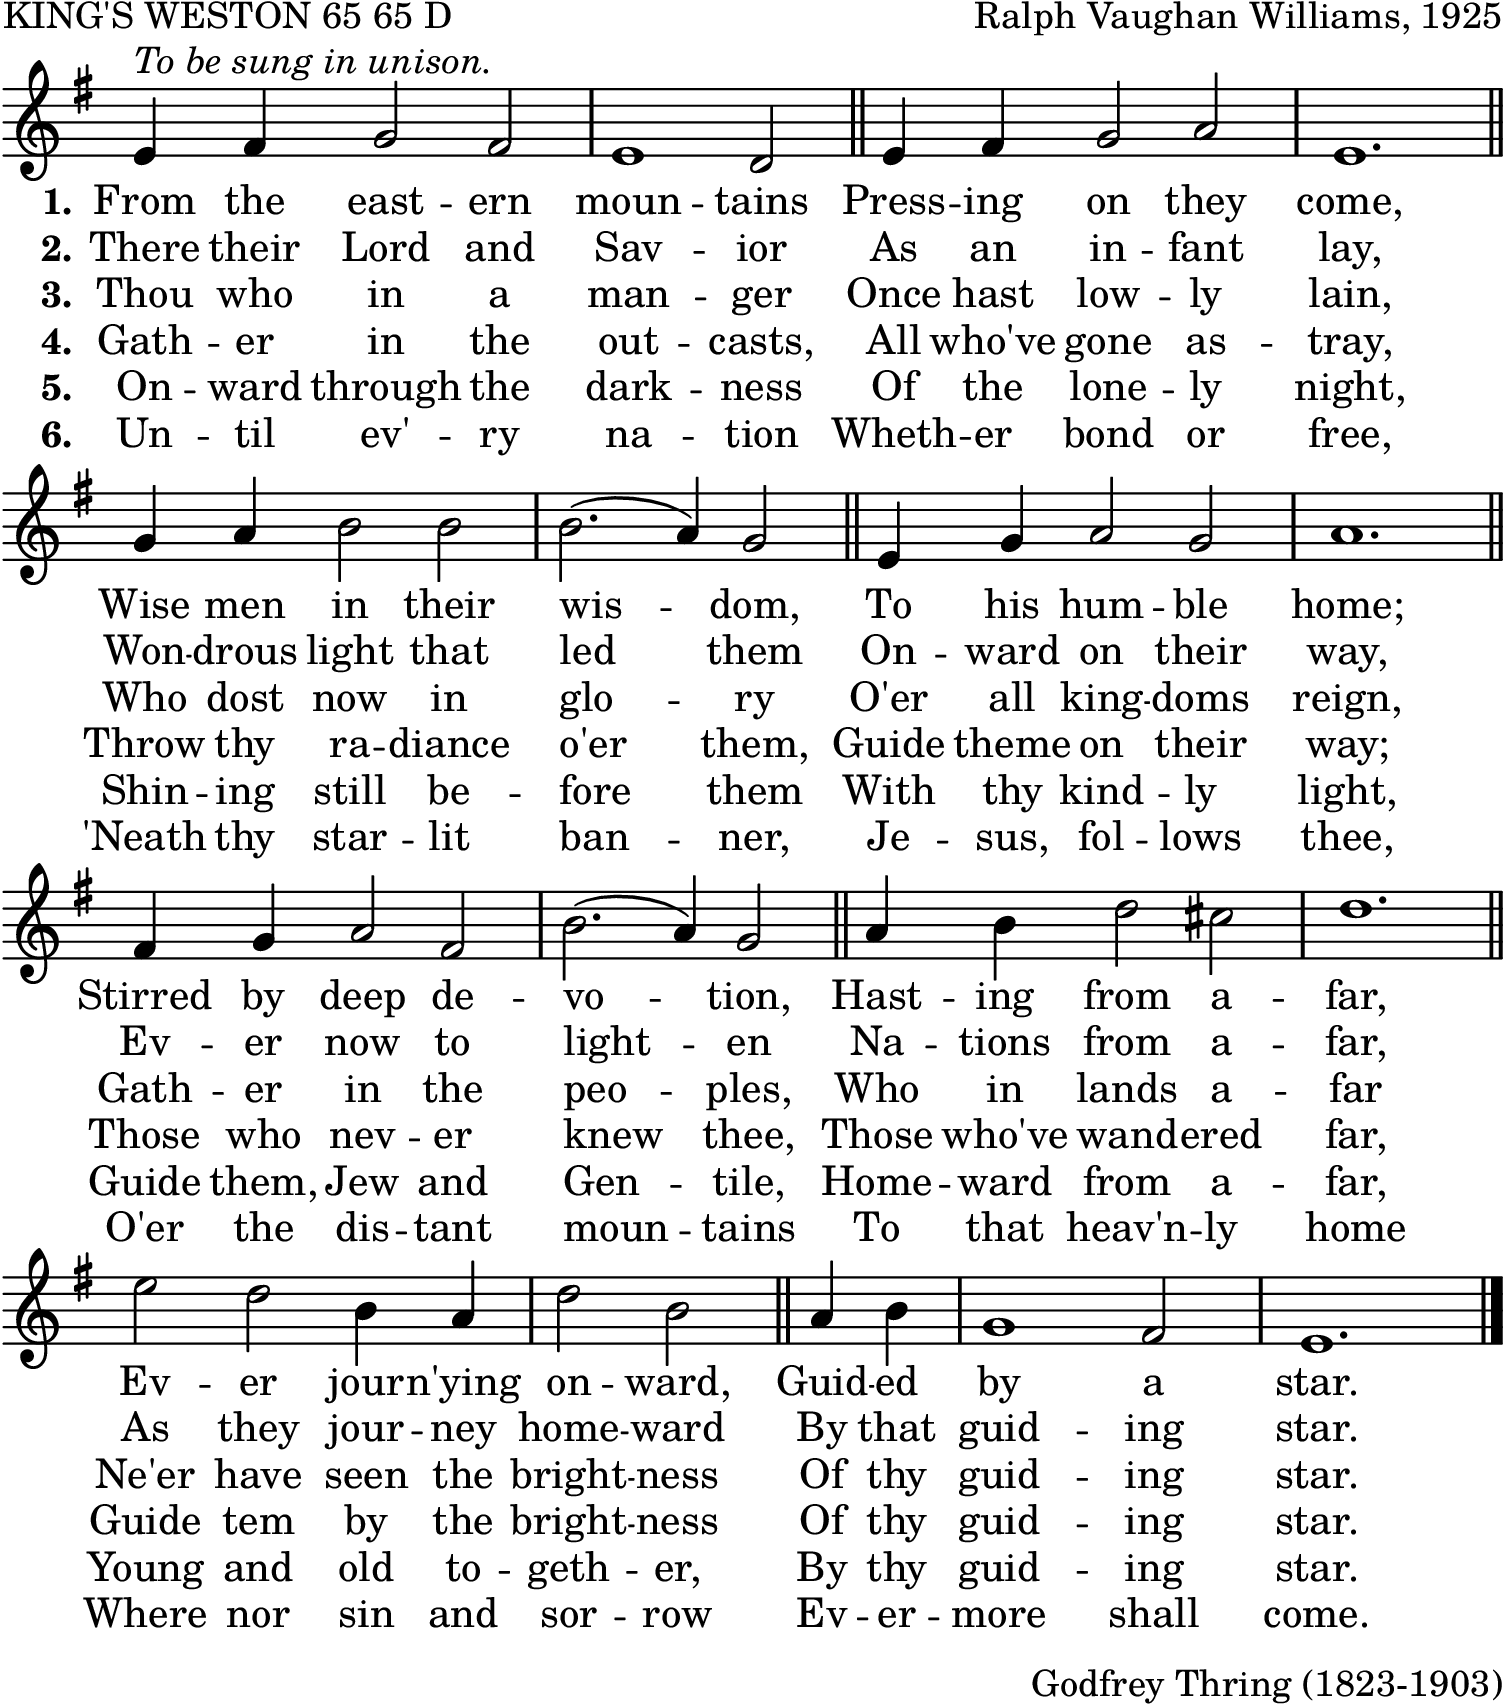 KING'S WESTON 65 65 D
Ralph Vaughan Williams, 1925
To be sung in unison.
1. From the east -- ern moun -- tains Press -- ing on they come,
2. There their Lord and Sav -- ior As an in -- fant lay,
3. Thou who in a man -- ger Once hast low -- ly lain,
4. Gath -- er in the out -- casts, All who've gone as -- tray,
5. On -- ward through the dark -- ness Of the lone -- ly night,
6. Un -- til ev' -- ry na -- tion Wheth -- er bond or free,
Wise men in their wis -- dom, To his hum -- ble home;
Won -- drous light that led them On -- ward on their way,
Who dost now in glo -- ry O'er all king -- doms reign,
Throw thy ra -- diance o'er them, Guide theme on their way;
Shin -- ing still be -- fore them With thy kind -- ly light,
'Neath thy star -- lit ban -- ner, Je -- sus, fol -- lows thee,
Stirred by deep de -- vo -- tion, Hast -- ing from a -- far,
Ev -- er now to light -- en Na -- tions from a -- far,
Gath -- er in the peo -- ples, Who in lands a -- far
Those who nev -- er knew thee, Those who've wandered far,
Guide them, Jew and Gen -- tile, Home -- ward from a -- far,
O'er the dis -- tant moun -- tains To that heav'n -- ly home
Ev -- er journ'ying on -- ward, Guid -- ed by a star.
As they jour -- ney home -- ward By that guid -- ing star.
Ne'er have seen the bright -- ness Of thy guid -- ing star.
Guide tem by the bright -- ness Of thy guid -- ing star.
Young and old to -- geth -- er, By thy guid -- ing star.
Where nor sin and sor -- row Ev -- er -- more shall come.
Godfrey Thring (1823-1903)